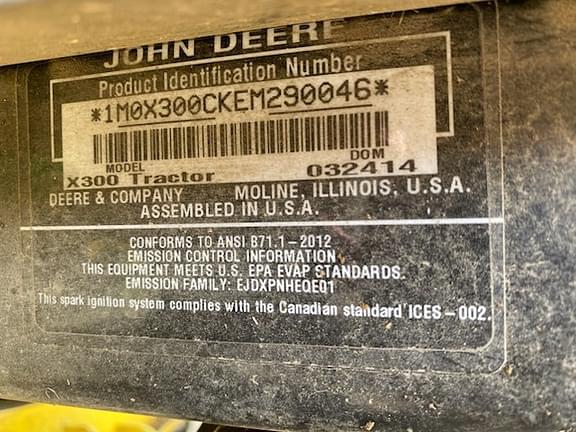 JOHN DEERE
Product Identification Number
*1M0X300CKEM290046*
MODEL DOM
X300 Tractor 032414
DEERE & COMPANY MOLINE, ILLINOIS, U.S.A.
ASSEMBLED IN U.S.A.
CONFORMS TO ANSI B71.1-2012
EMISSION CONTROL INFORMATION
THIS EQUIPMENT MEETS U.S. EPA EVAP STANDARDS.
EMISSION FAMILY: EJDXPNHEQE01
This spark ignition system complies with the Canadian standard ICES-002.